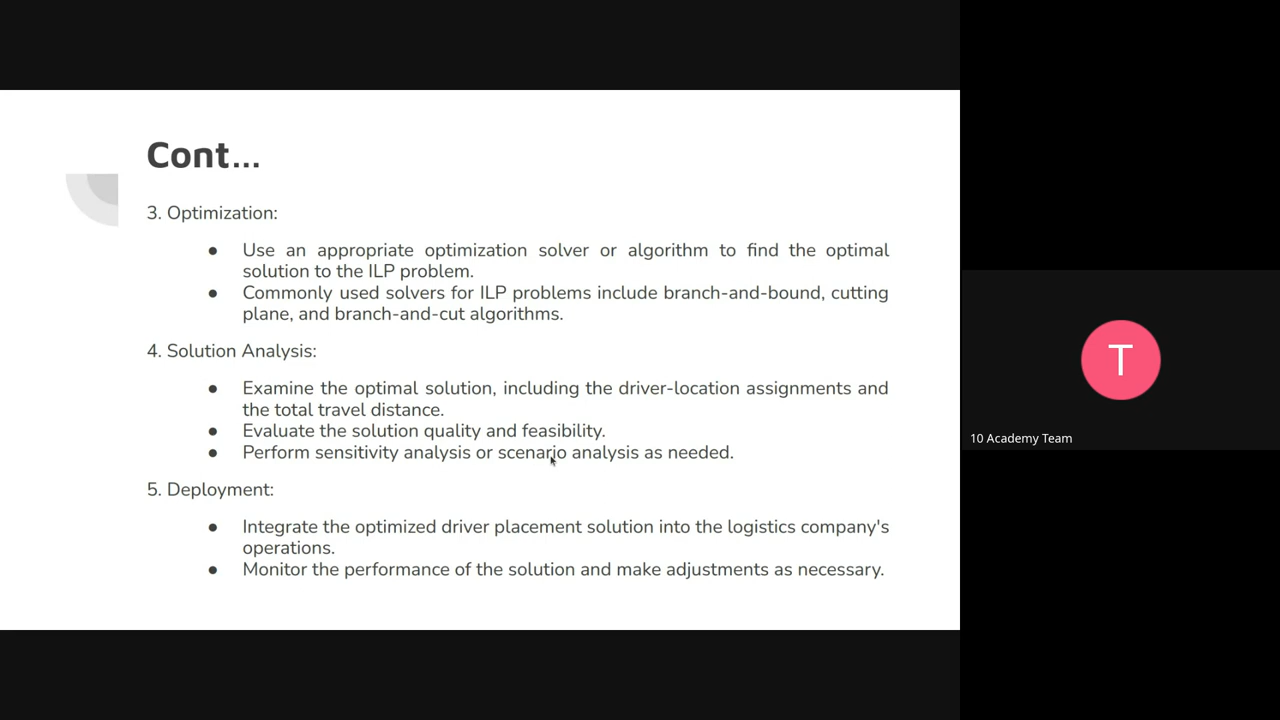 Cont...
3. Optimization:
● Use an appropriate optimization solver or algorithm to find the optimal
solution to the ILP problem.
● Commonly used solvers for ILP problems include branch-and-bound, cutting
plane, and branch-and-cut algorithms.
4. Solution Analysis:
● Examine the optimal solution, including the driver-location assignments and
the total travel distance.
● Evaluate the solution quality and feasibility.
● Perform sensitivity analysis or scenario analysis as needed.
5. Deployment:
● Integrate the optimized driver placement solution into the logistics company's
operations.
● Monitor the performance of the solution and make adjustments as necessary.
T
10 Academy Team